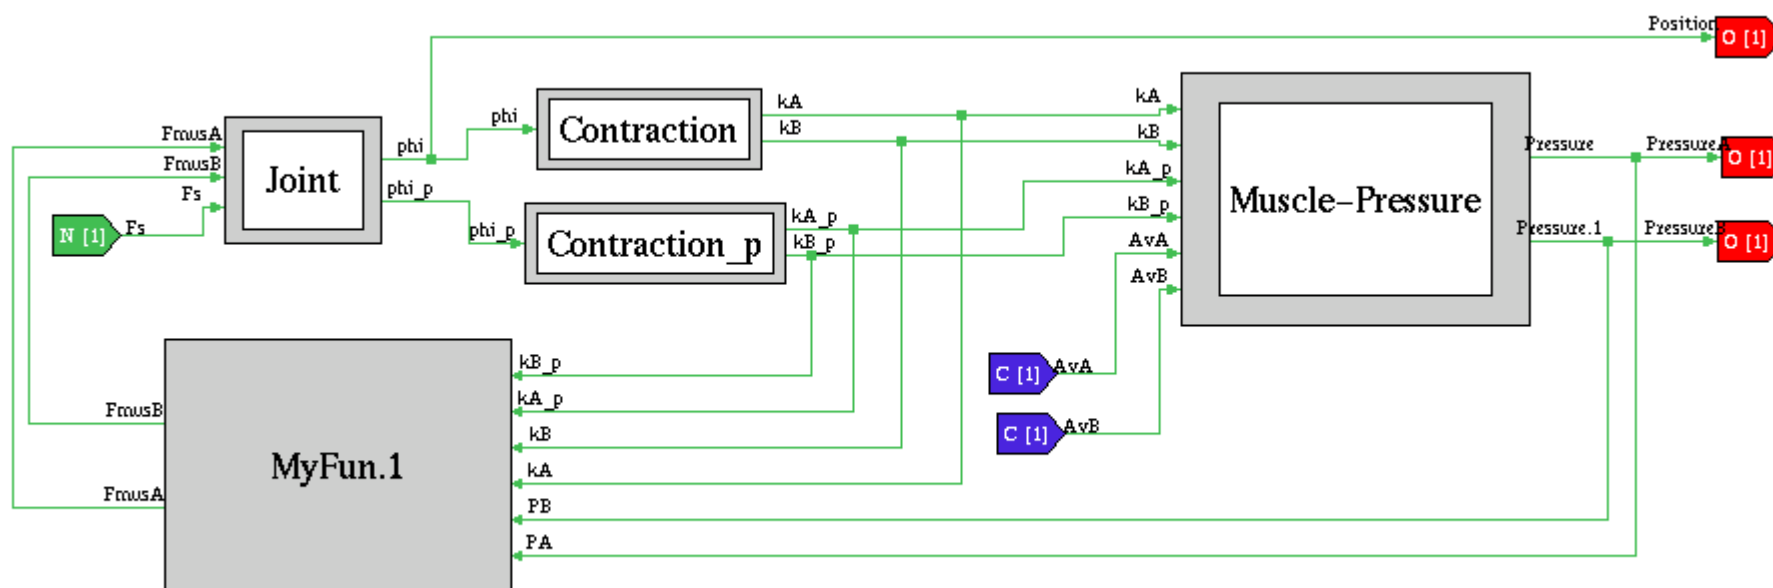 Position
O [1]
kA
kA
Contraction
phi
kB
kB
FmusA
phi
Joint
FmusB
Fs
phi_p
N [1]
Fs
phi_p
Contraction_p
kA_p
kB_p
kA_p
kB_p
AvA
AvB
Muscle-Pressure
Pressure
PressureA
O [1]
Pressure.1
PressureB
O [1]
C [1]
AvA
C [1]
AvB
kB_p
kA_p
kB
kA
PB
PA
FmusB
FmusA
MyFun.1